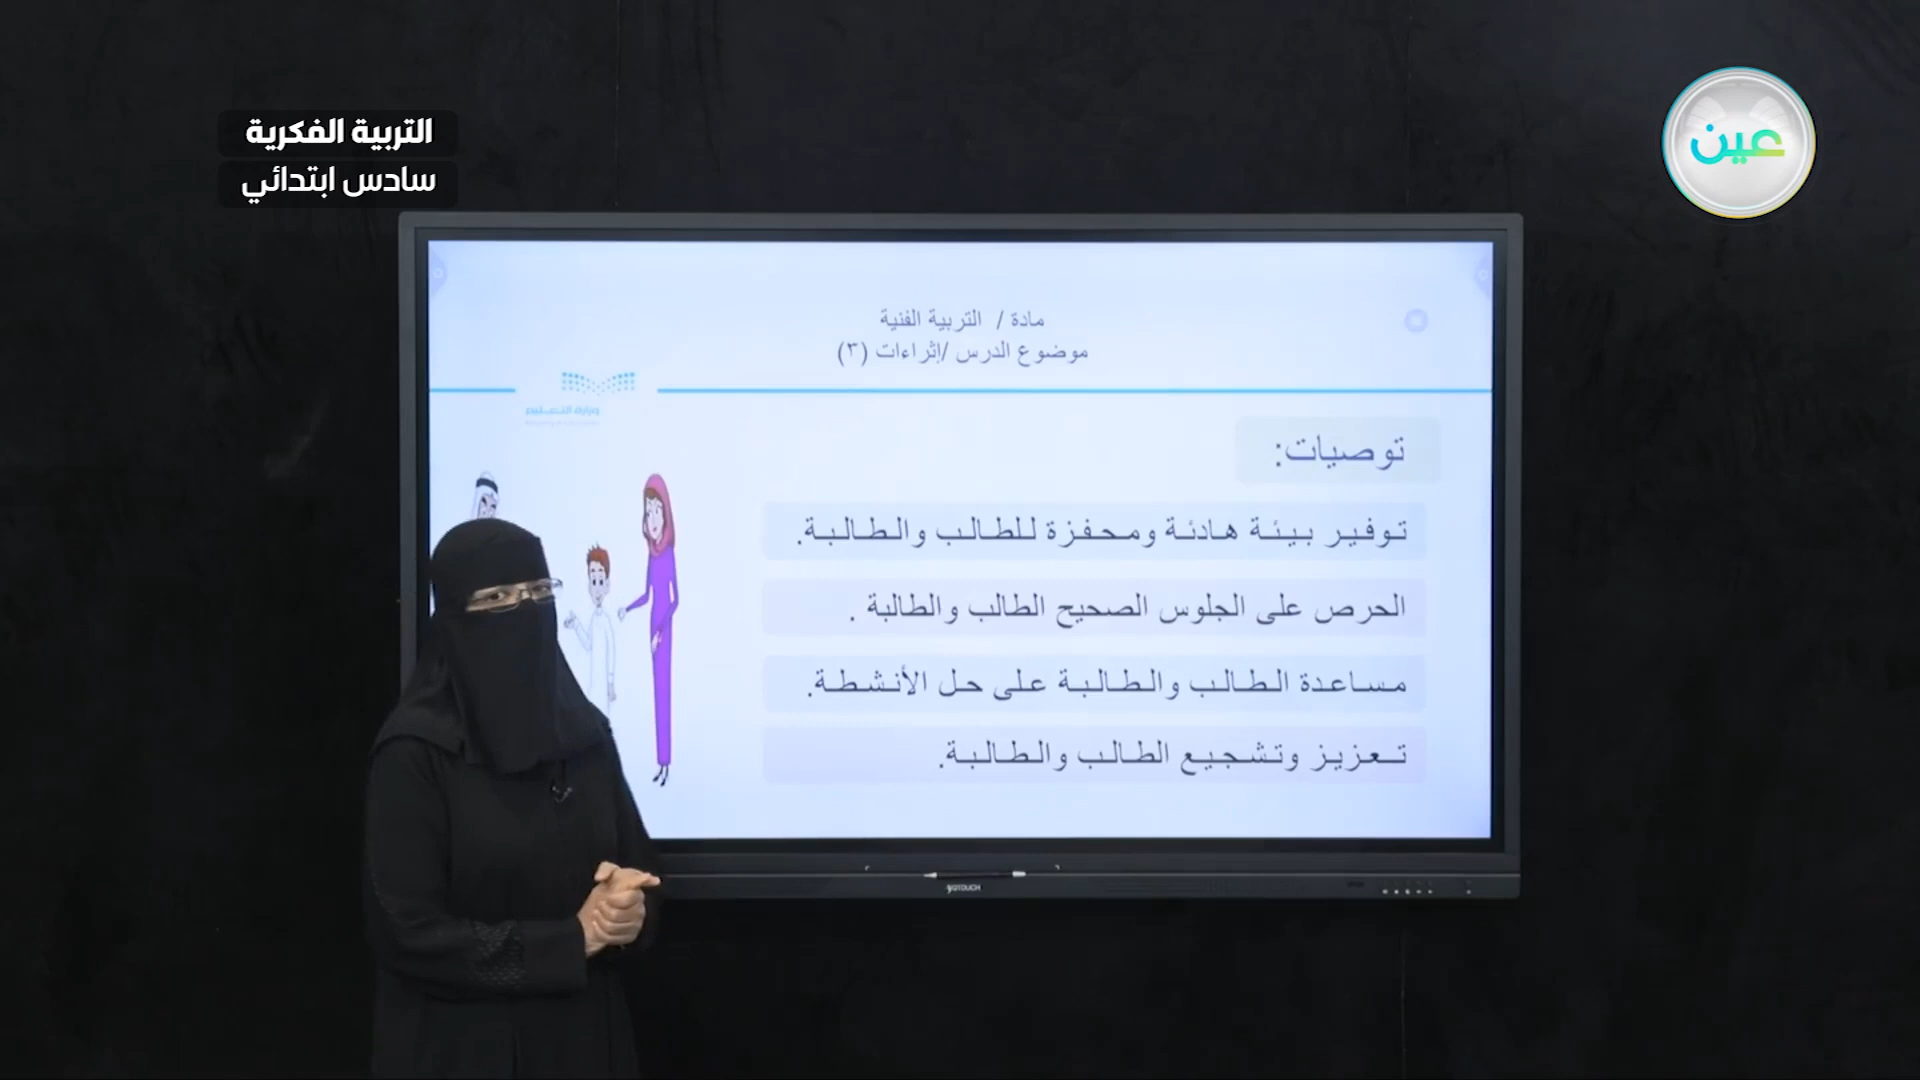 التربية الفكرية
سادس ابتدائي
عين
مادة / التربية الفنية
موضوع الدرس /إثراءات (٣)
وزارة التعليم
توصيات:
توفير بيئة هادئة ومحفزة للطالب والطالبة.
الحرص على الجلوس الصحيح الطالب والطالبة .
مساعدة الطالب والطالبة على حل الأنشطة.
تعزيز وتشجيع الطالب والطالبة.